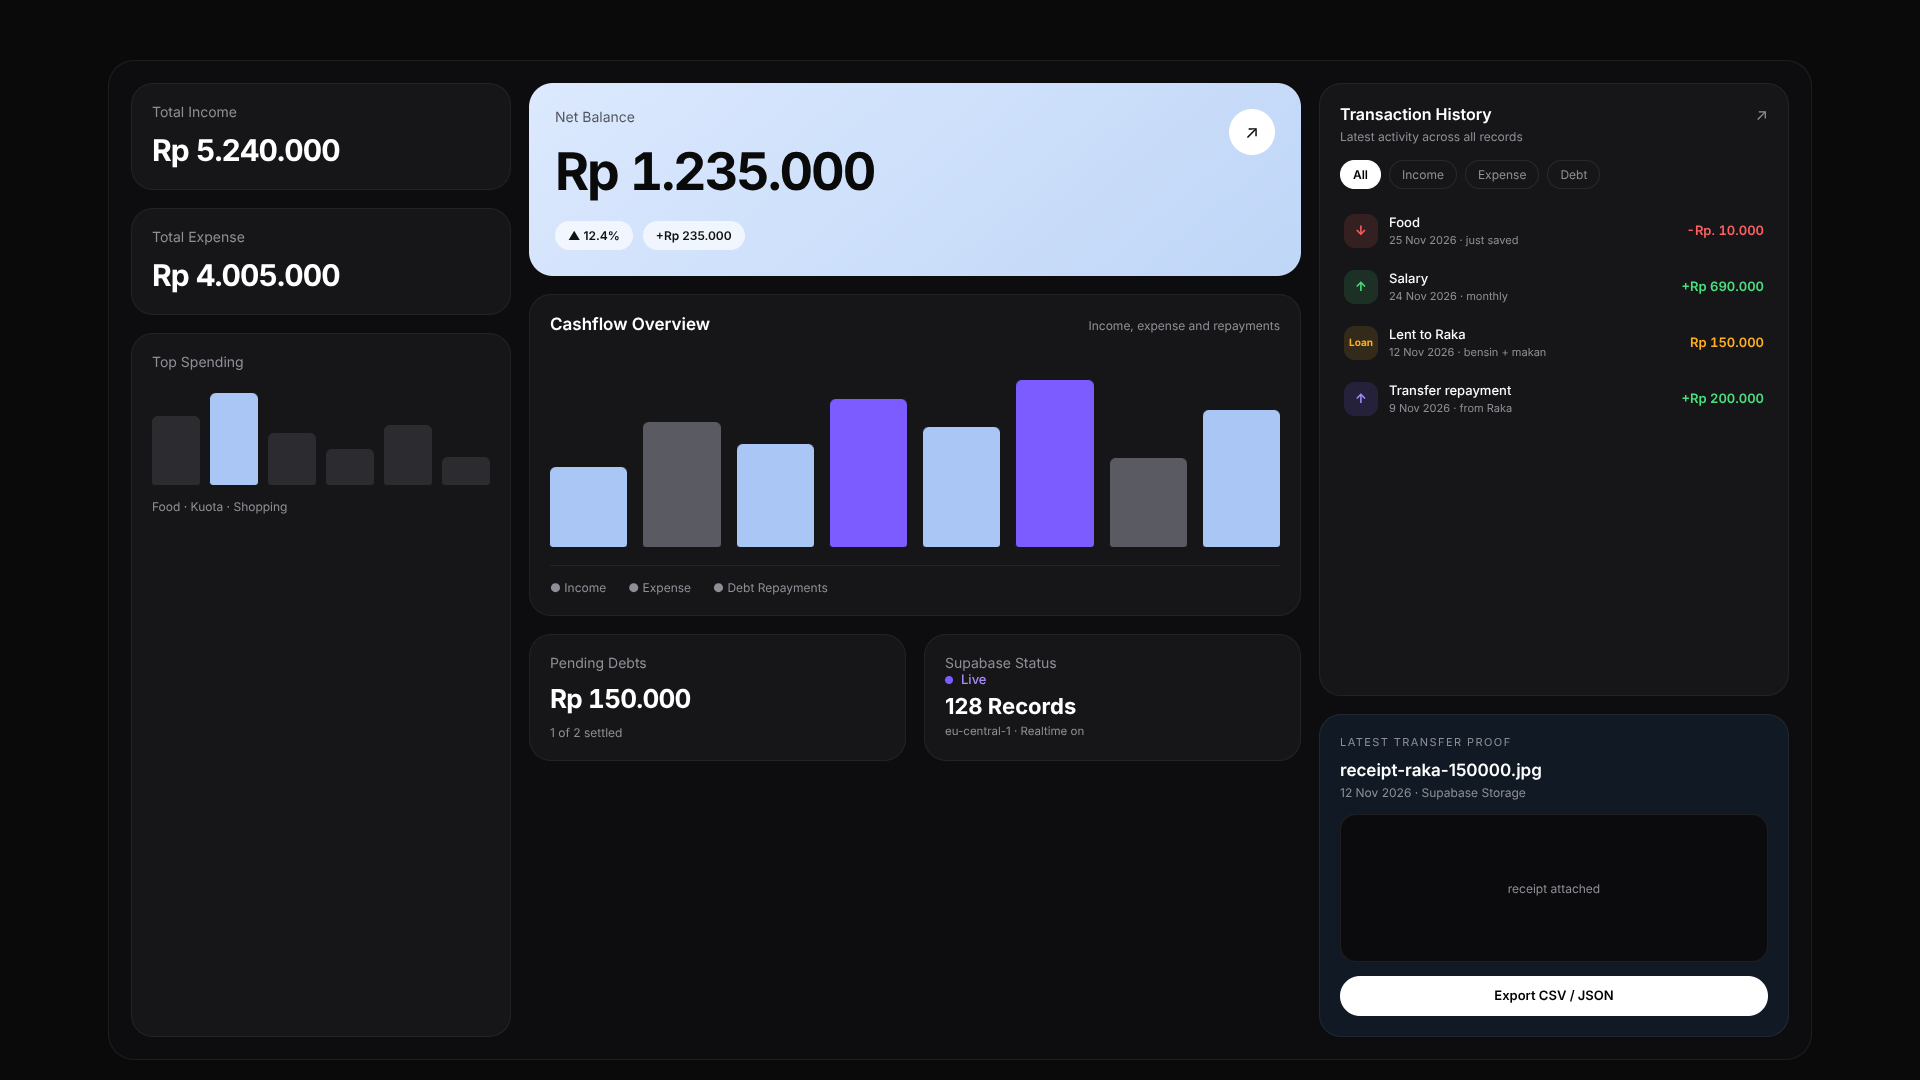 Total Income
Rp 5.240.000
Total Expense
Rp 4.005.000
Top Spending
Food · Kuota · Shopping
Net Balance
Rp 1.235.000
▲ 12.4%
+Rp 235.000
Cashflow Overview
Income, expense and repayments
Income
Expense
Debt Repayments
Pending Debts
Rp 150.000
1 of 2 settled
Supabase Status
Live
128 Records
eu-central-1 · Realtime on
Transaction History
Latest activity across all records
All
Income
Expense
Debt
Food
25 Nov 2026 · just saved
-Rp. 10.000
Salary
24 Nov 2026 · monthly
+Rp 690.000
Loan
Lent to Raka
12 Nov 2026 · bensin + makan
Rp 150.000
Transfer repayment
9 Nov 2026 · from Raka
+Rp 200.000
LATEST TRANSFER PROOF
receipt-raka-150000.jpg
12 Nov 2026 · Supabase Storage
receipt attached
Export CSV / JSON